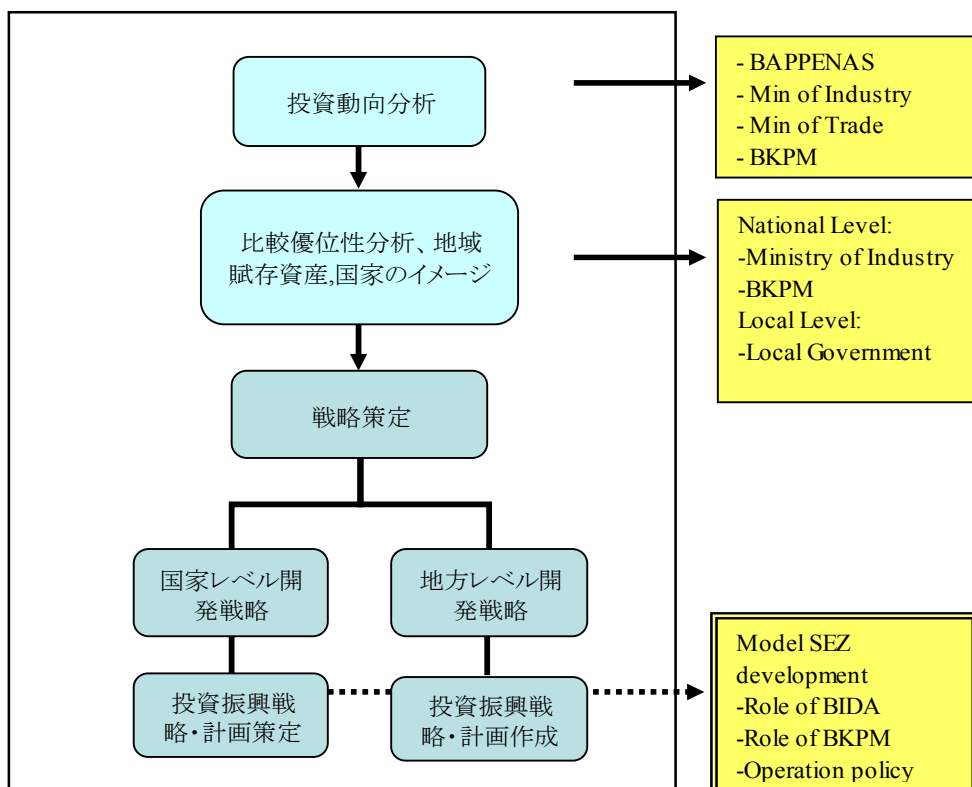 投資動向分析
- BAPPENAS
- Min of Industry
- Min of Trade
- BKPM
比較優位性分析、地域
賦存資産,国家のイメージ
National Level:
-Ministry of Industry
-BKPM
Local Level:
-Local Government
戦略策定
国家レベル開
発戦略
地方レベル開
発戦略
投資振興戦
略・計画策定
投資振興戦
略・計画作成
Model SEZ
development
-Role of BIDA
-Role of BKPM
-Operation policy